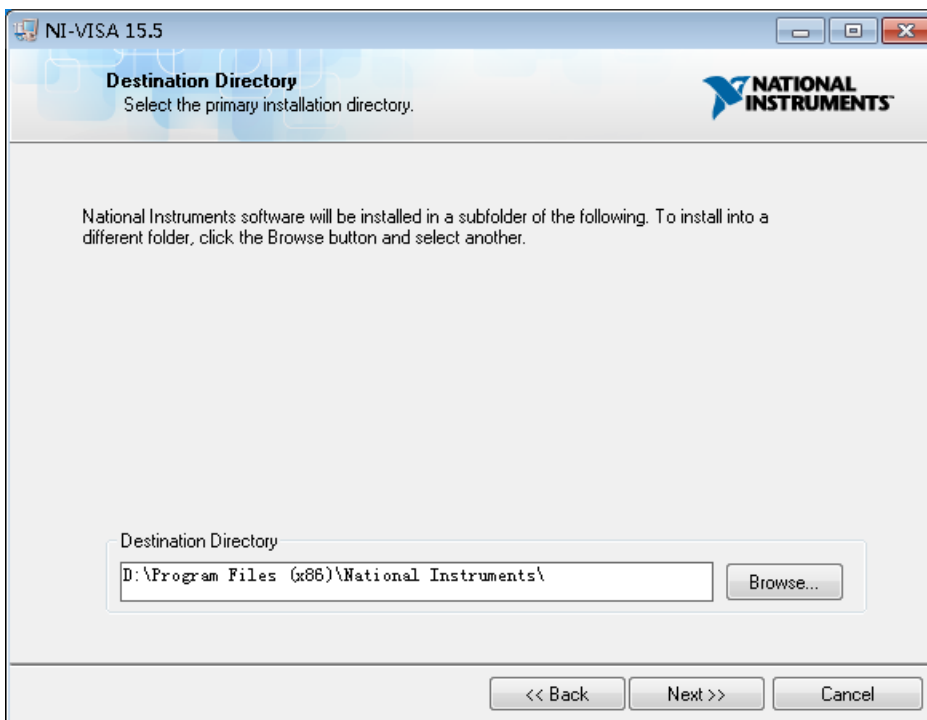 NI-VISA 15.5
Destination Directory
Select the primary installation directory.
NATIONAL
INSTRUMENTS™
National Instruments software will be installed in a subfolder of the following. To install into a
different folder, click the Browse button and select another.
Destination Directory
D:\Program Files (x86)\National Instruments\
Browse...
<< Back
Next >>
Cancel